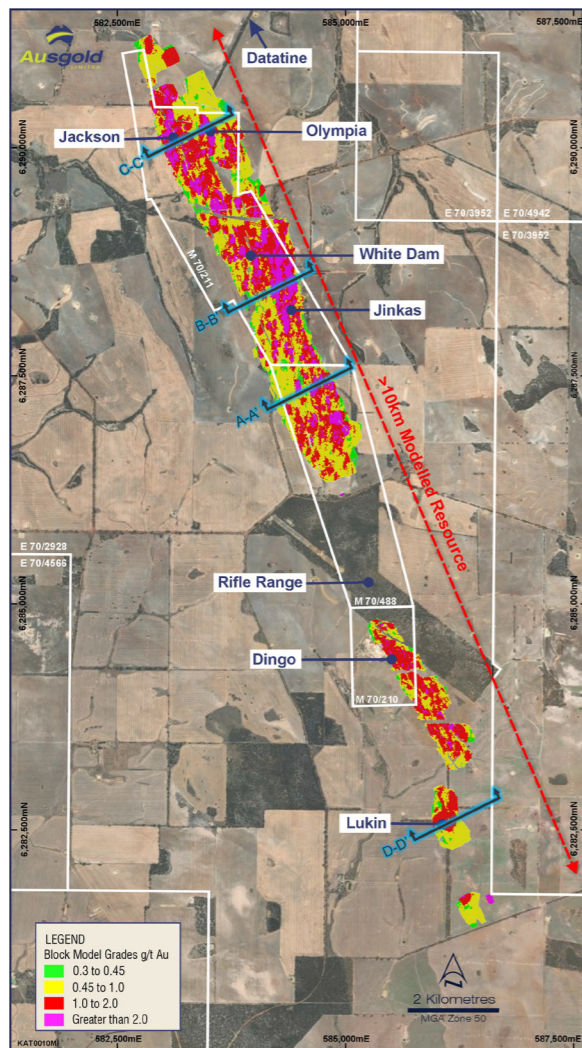 582,500mE
585,000mE
587,500mE
Ausgold
LIMITED
Datatine
Jackson
Olympia
C-C'
6,290,000mN
6,290,000mN
E 70/3952
E 70/4942
E 70/3952
White Dam
M 70/211
B-B'
Jinkas
6,287,500mN
6,287,500mN
A-A'
>10km Modelled Resource
E 70/2928
E 70/4566
Rifle Range
M 70/488
6,285,000mN
6,285,000mN
Dingo
M 70/210
Lukin
D-D'
6,282,500mN
6,282,500mN
LEGEND
Block Model Grades g/t Au
0.3 to 0.45
0.45 to 1.0
1.0 to 2.0
Greater than 2.0
2 Kilometres
MGA Zone 50
582,500mE
585,000mE
587,500mE